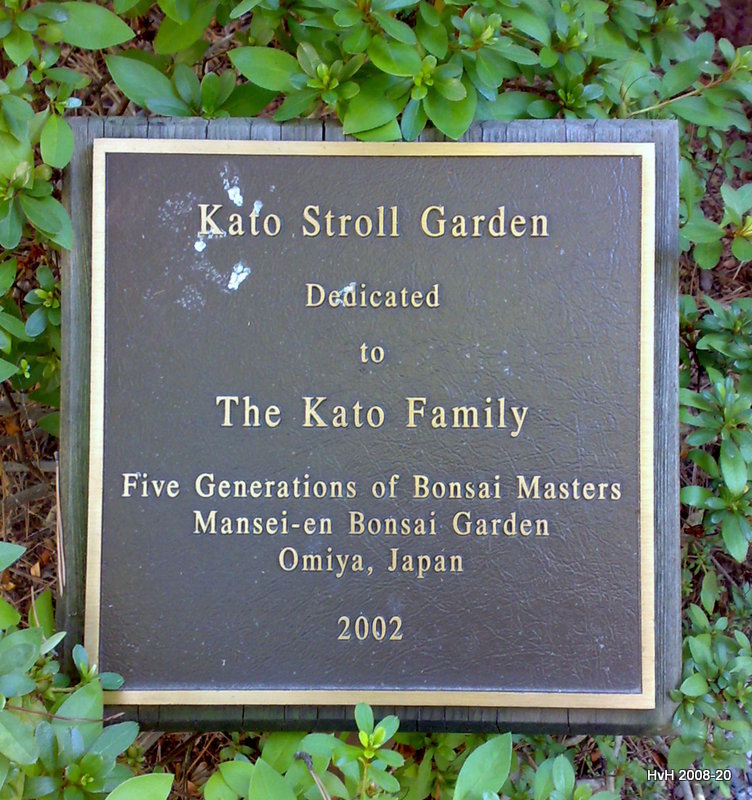 Kato Stroll Garden
Dedicated
to
The Kato Family
Five Generations of Bonsai Masters
Mansei-en Bonsai Garden
Omiya, Japan
2002
HvH 2008-20